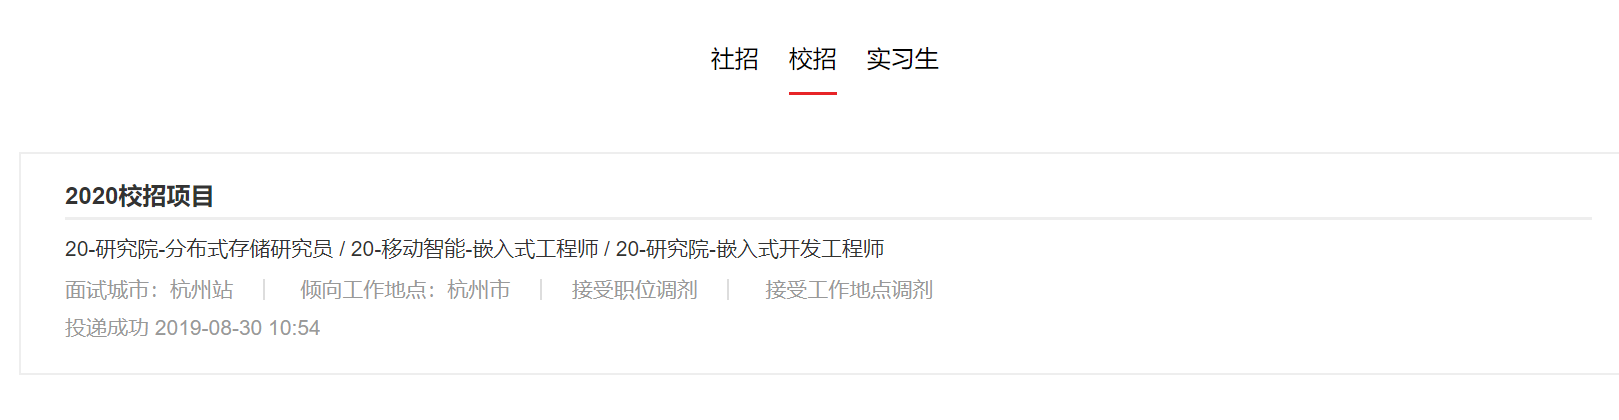 社招 校招 实习生
2020校招项目
20-研究院-分布式存储研究员 / 20-移动智能-嵌入式工程师 / 20-研究院-嵌入式开发工程师
面试城市：杭州站 | 倾向工作地点：杭州市 | 接受职位调剂 | 接受工作地点调剂
投递成功 2019-08-30 10:54